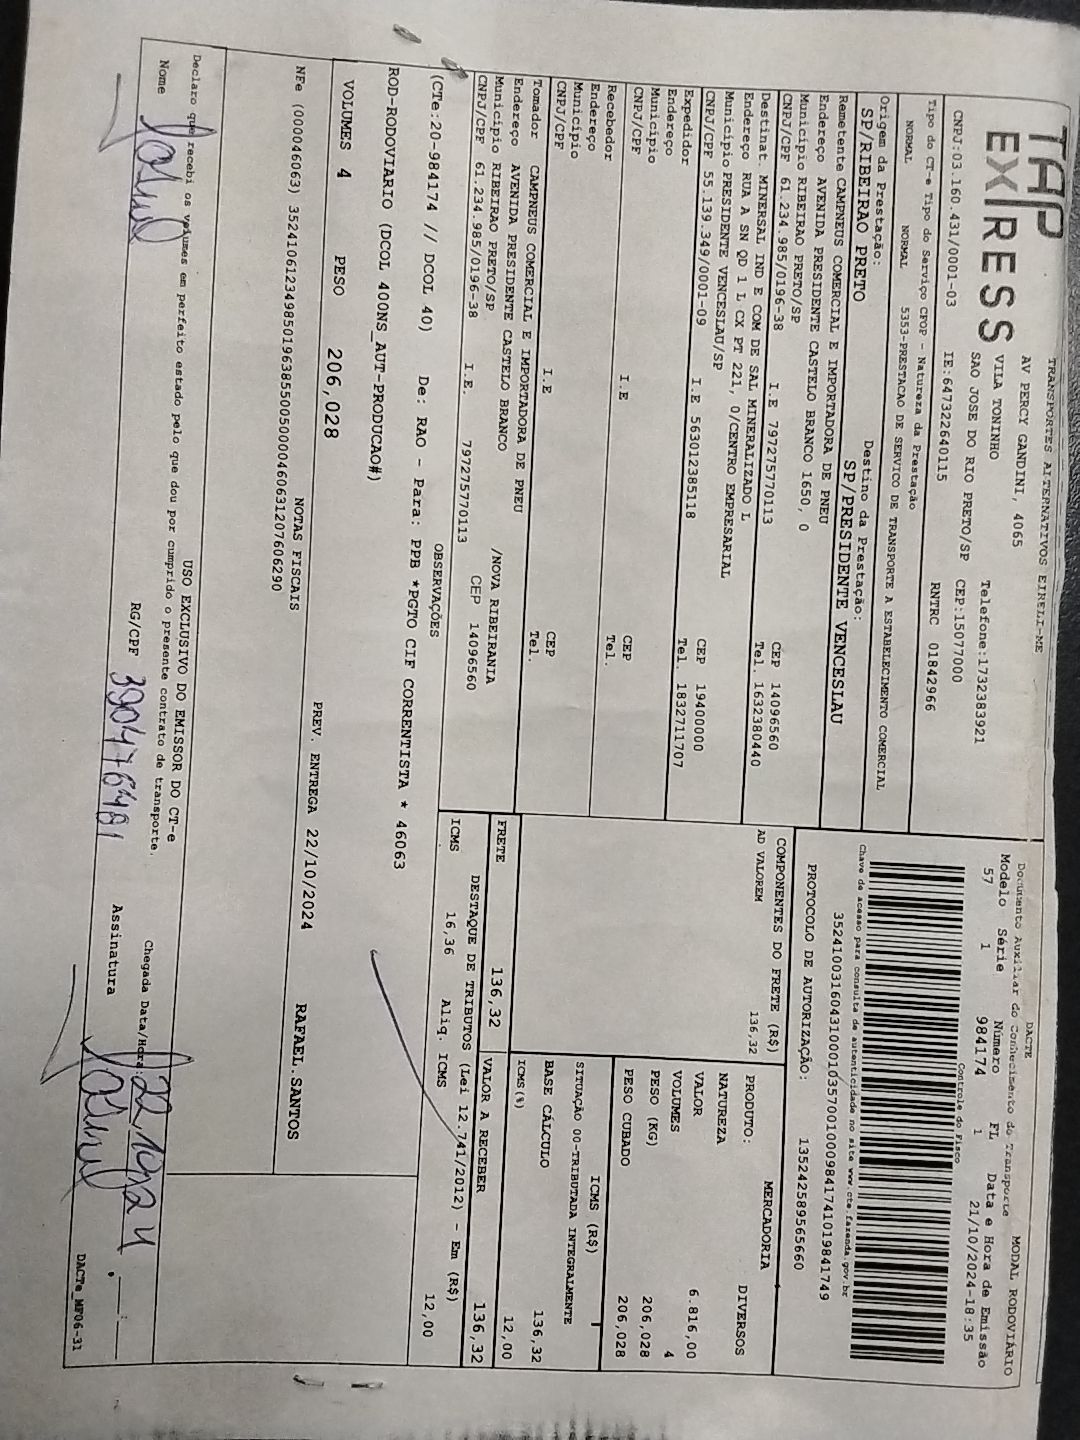 TRANSPORTES ALTERNATIVOS EIRELI-ME
TAP EXPRESS
AV PERCY GANDINI, 4065
VILA TONINHO
Telefone:1732383921
SAO JOSE DO RIO PRETO/SP CEP:15077000
CNPJ:03.160.431/0001-03 IE:647322640115 RNTRC 01842966
Tipo do CT-e Tipo do Serviço CFOP - Natureza da Prestação
NORMAL NORMAL 5353-PRESTACAO DE SERVICO DE TRANSPORTE A ESTABELECIMENTO COMERCIAL
Origem da Prestação: Destino da Prestação:
SP/RIBEIRAO PRETO SP/PRESIDENTE VENCESLAU
Remetente CAMPNEUS COMERCIAL E IMPORTADORA DE PNEU
Endereço AVENIDA PRESIDENTE CASTELO BRANCO 1650, 0
Município RIBEIRAO PRETO/SP CEP 14096560
CNPJ/CPF 61.234.985/0196-38 I.E 797275770113 Tel. 1632380440
Destinat. MINERSAL IND E COM DE SAL MINERALIZADO L
Endereço RUA A SN QD 1 L CX PT 221, 0/CENTRO EMPRESARIAL
Município PRESIDENTE VENCESLAU/SP CEP 19400000
CNPJ/CPF 55.139.349/0001-09 I.E 563012385118 Tel. 1832711707
Expedidor
Endereço
Município CEP
CNPJ/CPF I.E Tel.
Recebedor
Endereço
Município CEP
CNPJ/CPF I.E Tel.
Tomador CAMPNEUS COMERCIAL E IMPORTADORA DE PNEU
Endereço AVENIDA PRESIDENTE CASTELO BRANCO /NOVA RIBEIRANIA
Município RIBEIRAO PRETO/SP CEP 14096560
CNPJ/CPF 61.234.985/0196-38 I.E. 797275770113
DACTE MODAL RODOVIÁRIO
Documento Auxiliar do Conhecimento do Transporte
Modelo Série Número FL Data e Hora de Emissão
57 1 984174 1 21/10/2024-18:35
Controle do Fisco
Chave de acesso para consulta de autenticidade no site www.cte.fazenda.gov.br
35241003160431000103570010009841741019841749
PROTOCOLO DE AUTORIZAÇÃO: 135242589565660
COMPONENTES DO FRETE (R$)
AD VALOREM 136,32
MERCADORIA
PRODUTO: DIVERSOS
NATUREZA
VALOR 6.816,00
VOLUMES 4
PESO (KG) 206,028
PESO CUBADO 206,028
ICMS (R$)
SITUAÇÃO 00-TRIBUTADA INTEGRALMENTE
BASE CÁLCULO 136,32
ICMS(%) 12,00
FRETE 136,32 VALOR A RECEBER 136,32
DESTAQUE DE TRIBUTOS (Lei 12.741/2012) - Em (R$)
ICMS 16,36 Aliq. ICMS 12,00
OBSERVAÇÕES
(CTe:20-984174 // DCOL 40) De: RAO - Para: PPB *PGTO CIF CORRENTISTA * 46063
ROD-RODOVIARIO (DCOL 400NS_AUT-PRODUCAO#)
VOLUMES 4 PESO 206,028 PREV. ENTREGA 22/10/2024 RAFAEL.SANTOS
NOTAS FISCAIS
NFe (000046063) 35241061234985019638550050000460631207606290
USO EXCLUSIVO DO EMISSOR DO CT-e
Declaro que recebi os volumes em perfeito estado pelo que dou por cumprido o presente contrato de transporte.
Chegada Data/Hora 22 10 24
Nome RG/CPF 390476481 Assinatura
DACTe_MF06-31